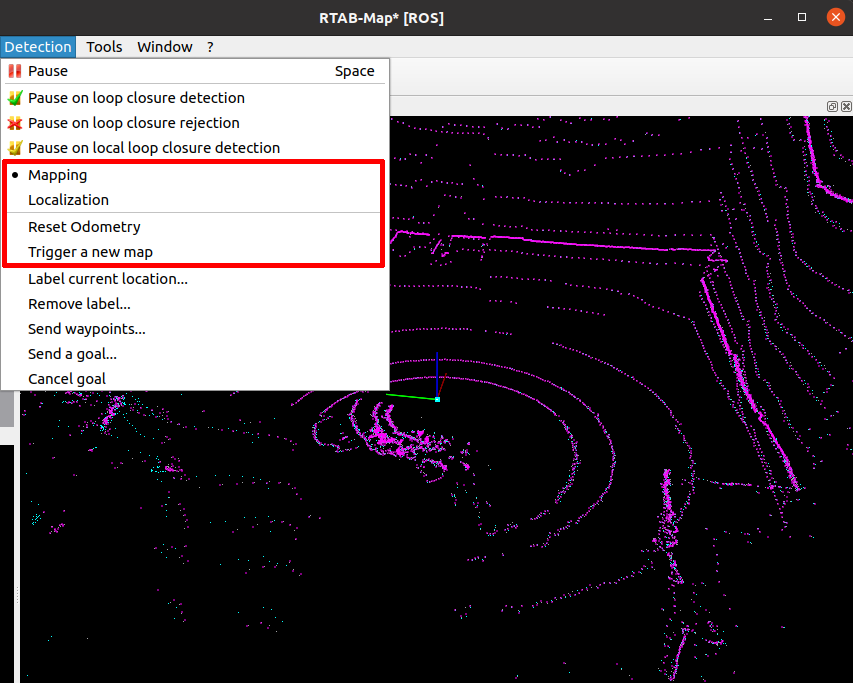 RTAB-Map* [ROS]
Detection Tools Window ?
Pause Space
Pause on loop closure detection
Pause on loop closure rejection
Pause on local loop closure detection
Mapping
Localization
Reset Odometry
Trigger a new map
Label current location...
Remove label...
Send waypoints...
Send a goal...
Cancel goal